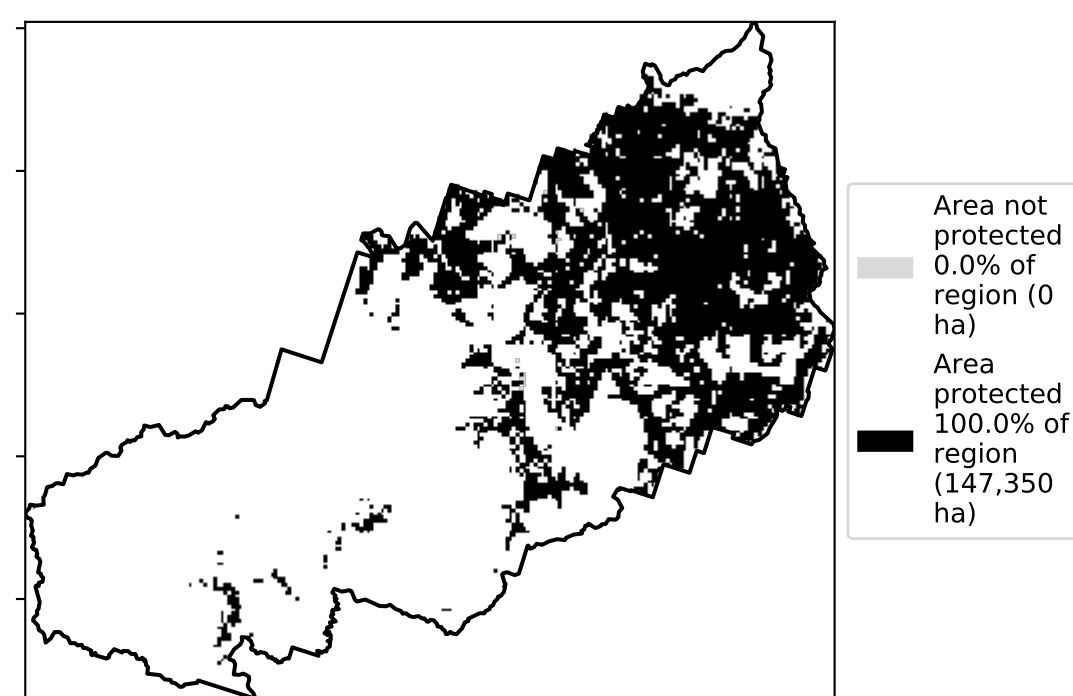 Area not
protected
0.0% of
region (0
ha)
Area
protected
100.0% of
region
(147,350
ha)